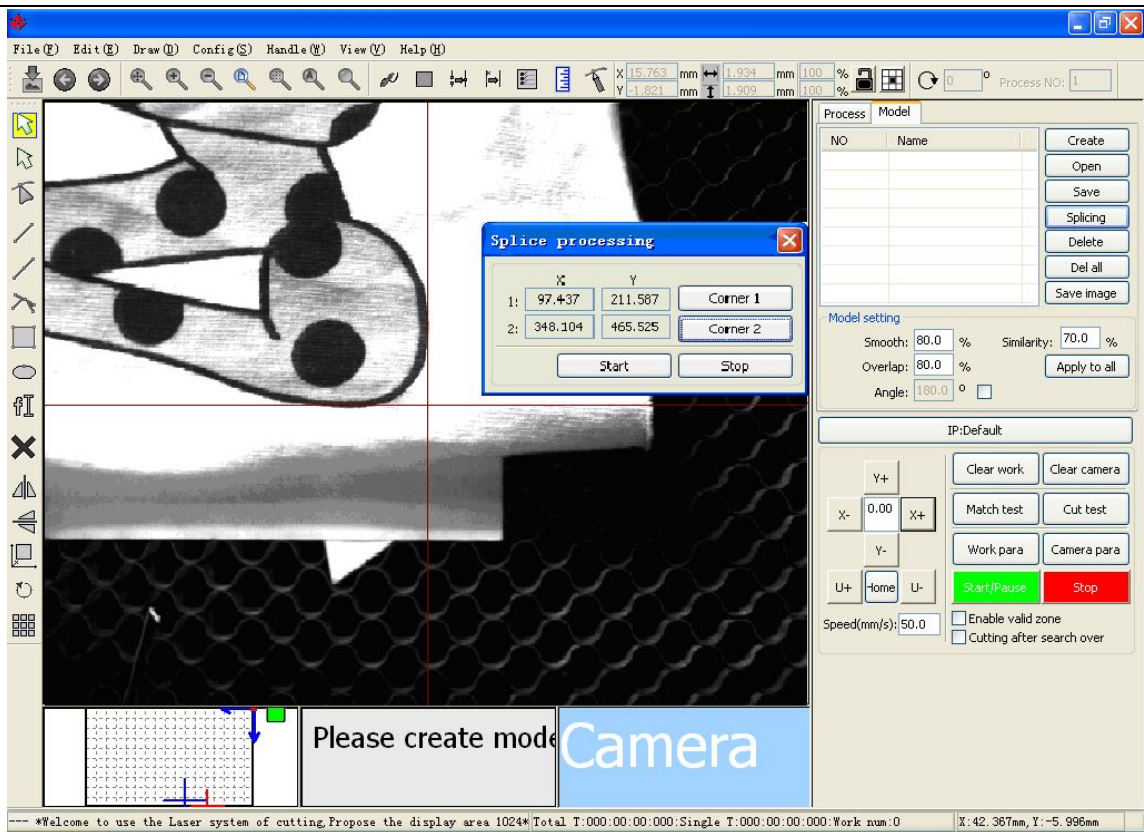 File(F) Edit(E) Draw(D) Config(S) Handle(W) View(V) Help(H)
X 15.763 mm 1.934 mm 100 % 0 ° Process NO: 1
Y -1.821 mm 1.909 mm 100 %
Process Model
NO Name
Create
Open
Save
Splicing
Delete
Del all
Save image
Splice processing
X Y
1: 97.437 211.587 Corner 1
2: 348.104 465.525 Corner 2
Start Stop
Model setting
Smooth: 80.0 % Similarity: 70.0 %
Overlap: 80.0 % Apply to all
Angle: 180.0 °
IP:Default
Y+
X- 0.00 X+
Y-
U+ Home U-
Speed(mm/s): 50.0
Clear work Clear camera
Match test Cut test
Work para Camera para
Start/Pause Stop
Enable valid zone
Cutting after search over
Please create mode
Camera
--- *Welcome to use the Laser system of cutting,Propose the display area 1024* Total T:000:00:00:000:Single T:000:00:00:000:Work num:0 X:42.367mm,Y:-5.996mm